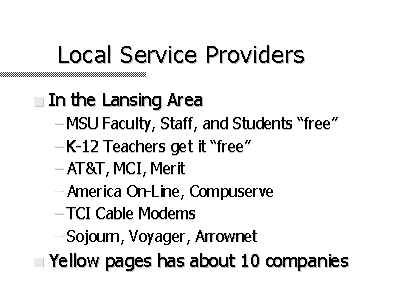 Local Service Providers
In the Lansing Area
– MSU Faculty, Staff, and Students “free”
– K-12 Teachers get it “free”
– AT&T, MCI, Merit
– America On-Line, Compuserve
– TCI Cable Modems
– Sojourn, Voyager, Arrownet
Yellow pages has about 10 companies